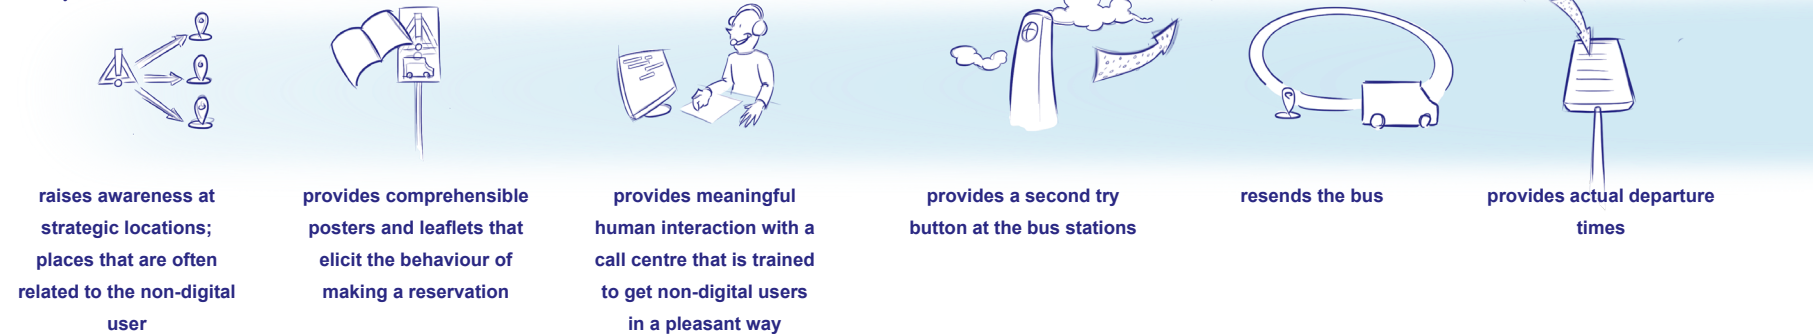 raises awareness at
strategic locations;
places that are often
related to the non-digital
user
provides comprehensible
posters and leaflets that
elicit the behaviour of
making a reservation
provides meaningful
human interaction with a
call centre that is trained
to get non-digital users
in a pleasant way
provides a second try
button at the bus stations
resends the bus
provides actual departure
times